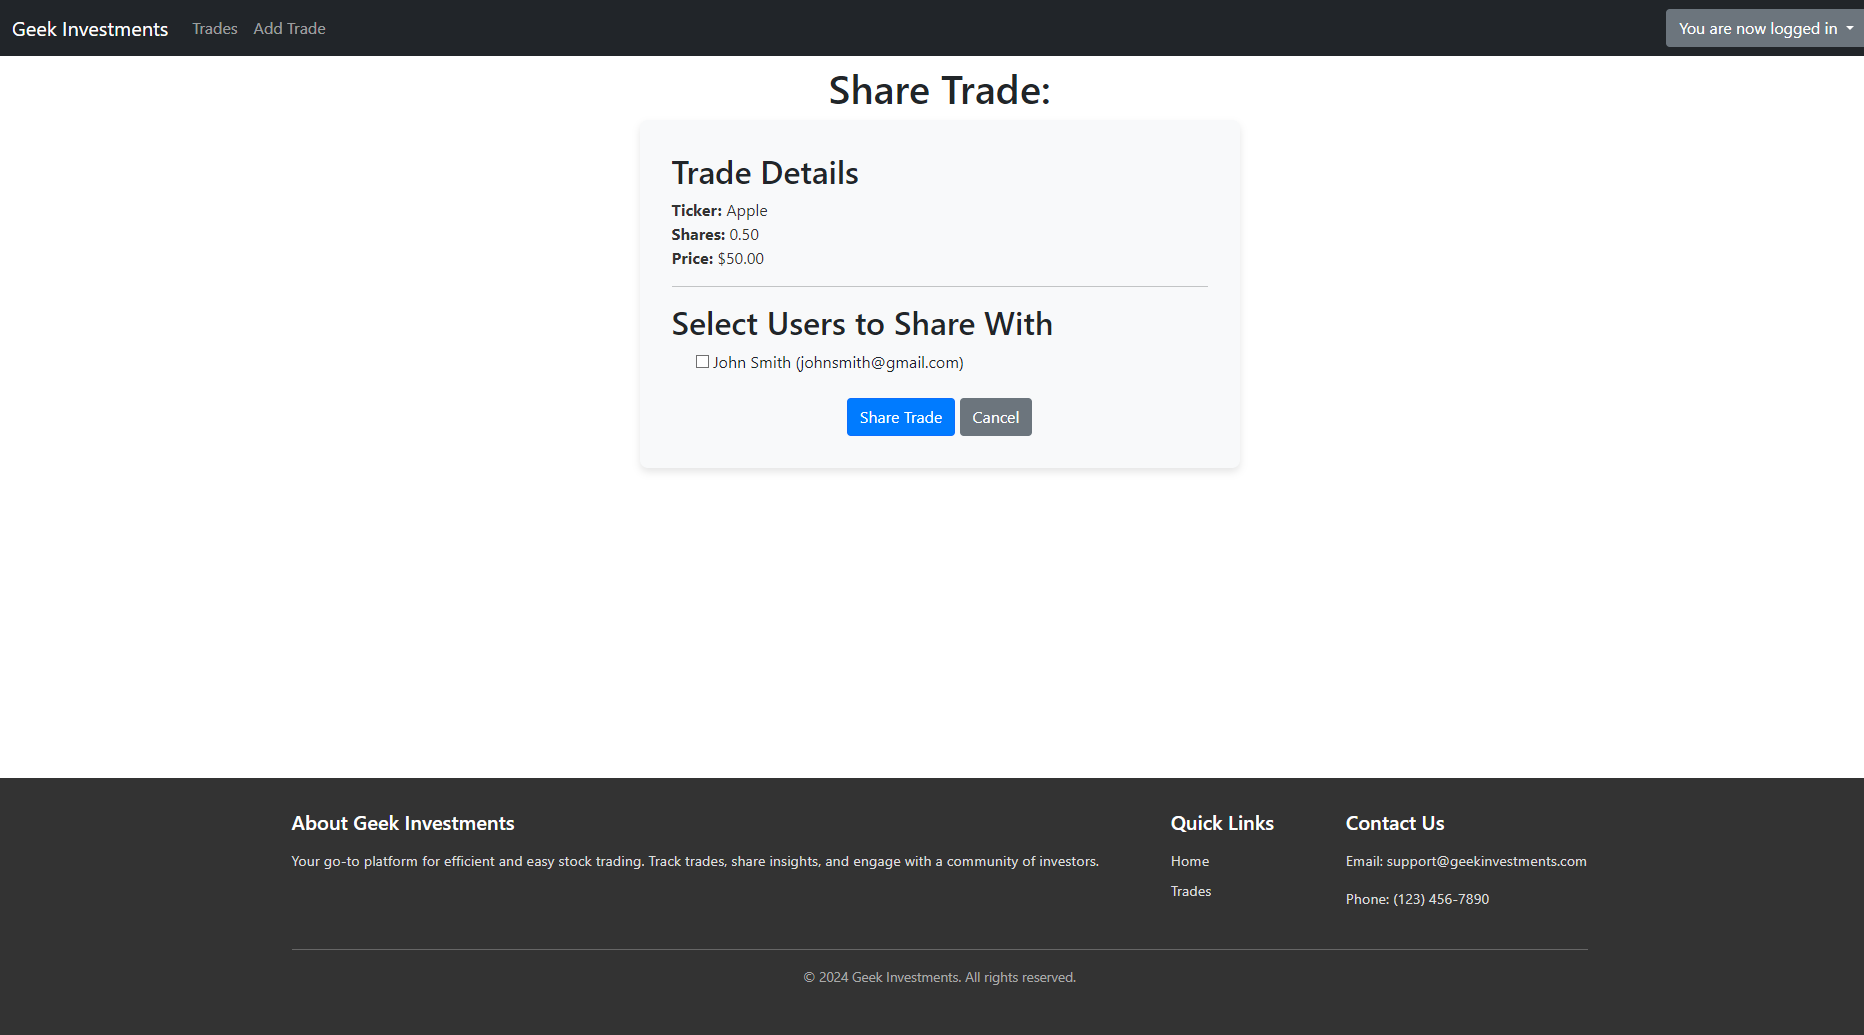 Geek Investments Trades Add Trade You are now logged in
Share Trade:
Trade Details
Ticker: Apple
Shares: 0.50
Price: $50.00
Select Users to Share With
John Smith (johnsmith@gmail.com)
Share Trade Cancel
About Geek Investments
Your go-to platform for efficient and easy stock trading. Track trades, share insights, and engage with a community of investors.
Quick Links
Home
Trades
Contact Us
Email: support@geekinvestments.com
Phone: (123) 456-7890
© 2024 Geek Investments. All rights reserved.